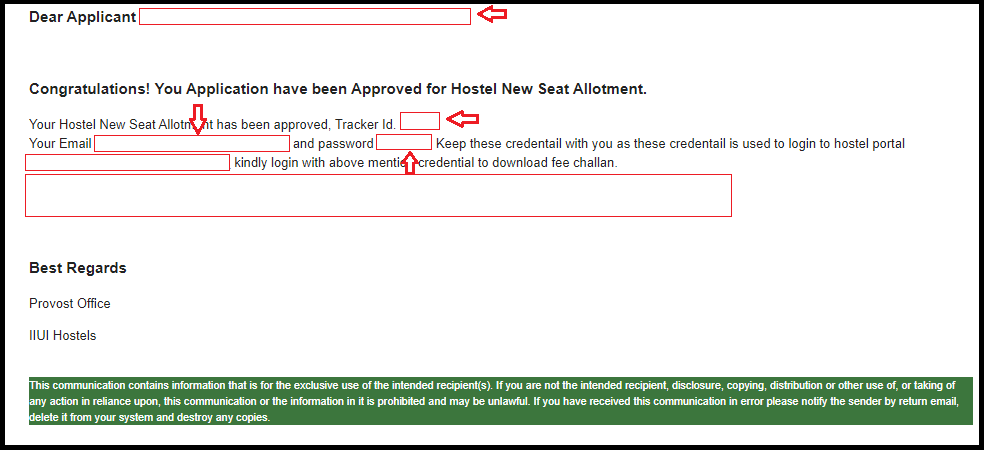 Dear Applicant
Congratulations! You Application have been Approved for Hostel New Seat Allotment.
Your Hostel New Seat Allotment has been approved, Tracker Id.
Your Email and password Keep these credentail with you as these credentail is used to login to hostel portal
kindly login with above mention credential to download fee challan.
Best Regards
Provost Office
IIUI Hostels
This communication contains information that is for the exclusive use of the intended recipient(s). If you are not the intended recipient, disclosure, copying, distribution or other use of, or taking of
any action in reliance upon, this communication or the information in it is prohibited and may be unlawful. If you have received this communication in error please notify the sender by return email,
delete it from your system and destroy any copies.